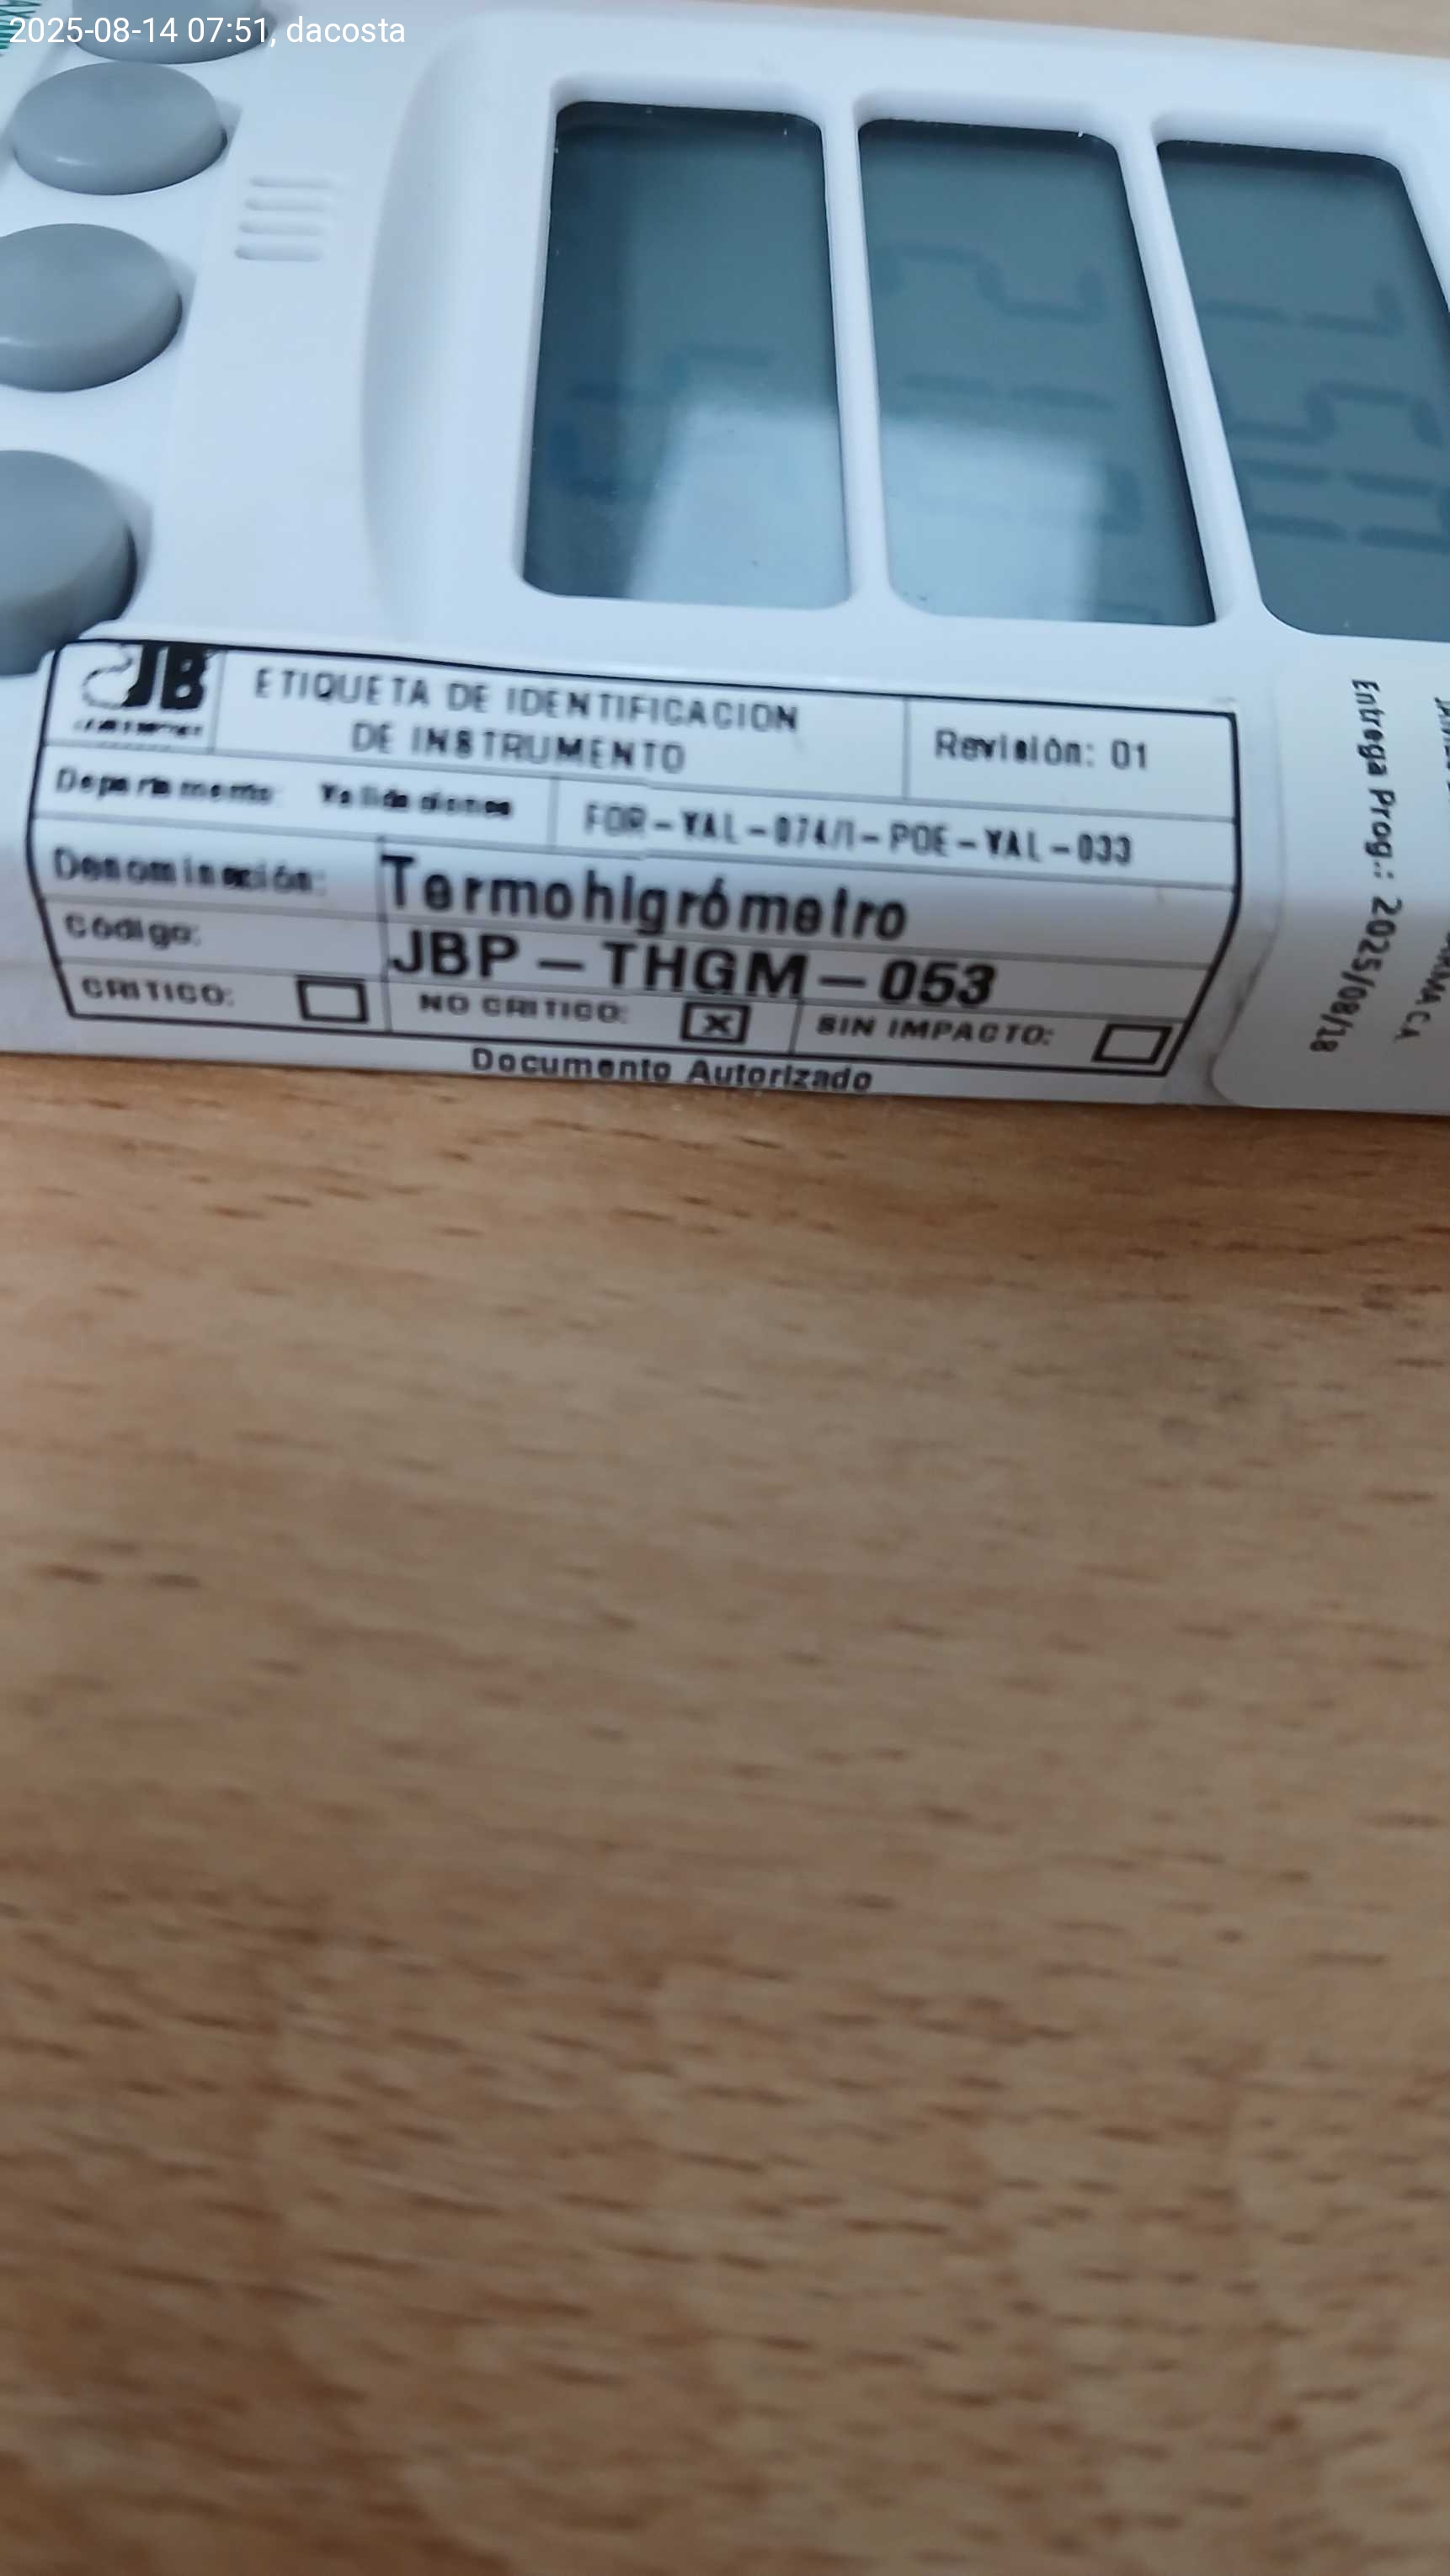 2025-08-14 07:51, dacosta
JB
ETIQUETA DE IDENTIFICACION
DE INSTRUMENTO
Revisión: 01
Departamento: Validaciones
FOR-VAL-074/1-POE-VAL-033
Denominación: Termohigrómetro
Código: JBP-THGM-053
CRITICO:
NO CRITICO: X
SIN IMPACTO:
Documento Autorizado
Entrega Prog.: 2025/08/18